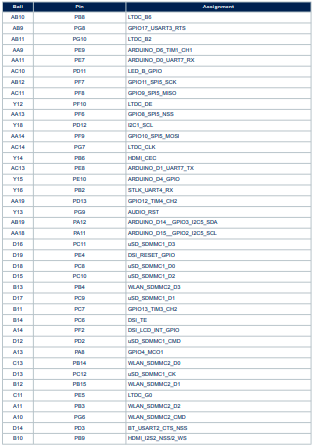 Ball Pin Assignment
AB10 PB8 LTDC_B6
AB9 PG8 GPIO17_USART3_RTS
AB11 PG10 LTDC_B2
AA9 PE9 ARDUINO_D6_TIM1_CH1
AA11 PE7 ARDUINO_D0_UART7_RX
AC10 PD11 LED_B_GPIO
AB12 PF7 GPIO11_SPI5_SCK
AC11 PF8 GPIO9_SPI5_MISO
Y12 PF10 LTDC_DE
AA13 PF6 GPIO8_SPI5_NSS
Y18 PD12 I2C1_SCL
AA14 PF9 GPIO10_SPI5_MOSI
AC14 PG7 LTDC_CLK
Y14 PB6 HDMI_CEC
AC13 PE8 ARDUINO_D1_UART7_TX
Y15 PE10 ARDUINO_D4_GPIO
Y16 PB2 STLK_UART4_RX
AA19 PD13 GPIO12_TIM4_CH2
Y13 PG9 AUDIO_RST
AB19 PA12 ARDUINO_D14__GPIO3_I2C5_SDA
AA18 PA11 ARDUINO_D15__GPIO2_I2C5_SCL
D16 PC11 uSD_SDMMC1_D3
D19 PE4 DSI_RESET_GPIO
D18 PC8 uSD_SDMMC1_D0
D15 PC10 uSD_SDMMC1_D2
B13 PB4 WLAN_SDMMC2_D3
D17 PC9 uSD_SDMMC1_D1
B11 PC7 GPIO13_TIM3_CH2
B14 PC6 DSI_TE
A14 PF2 DSI_LCD_INT_GPIO
D12 PD2 uSD_SDMMC1_CMD
A13 PA8 GPIO4_MCO1
C13 PB14 WLAN_SDMMC2_D0
D13 PC12 uSD_SDMMC1_CK
B12 PB15 WLAN_SDMMC2_D1
C11 PE5 LTDC_G0
A11 PB3 WLAN_SDMMC2_D2
A10 PG6 WLAN_SDMMC2_CMD
D14 PD3 BT_USART2_CTS_NSS
B10 PB9 HDMI_I2S2_NSS/2_WS